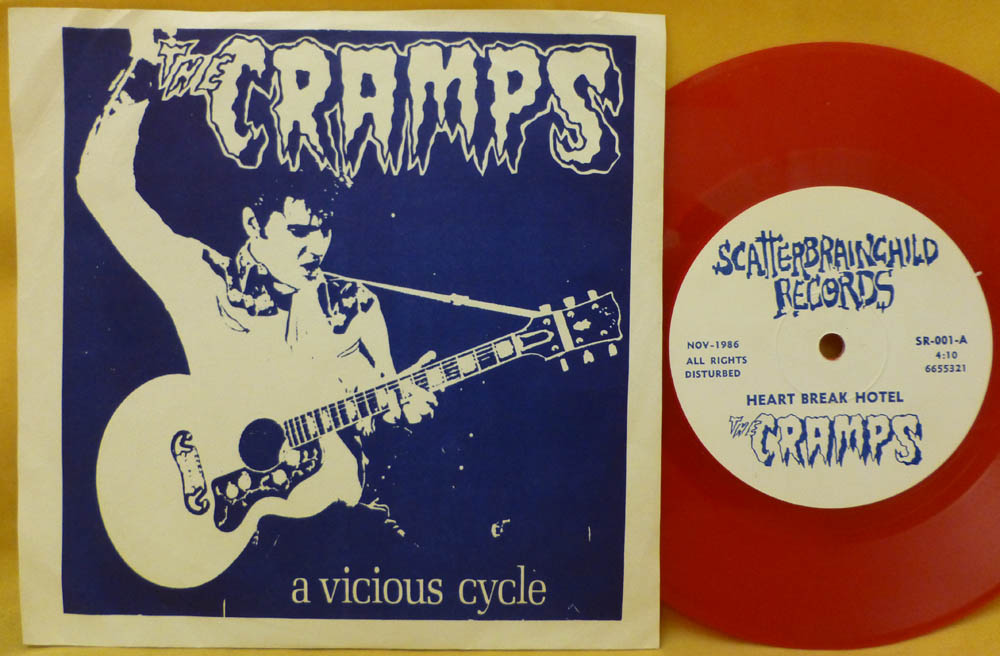 THE CRAMPS
a vicious cycle
SCATTERBRAINCHILD
RECORDS
NOV-1986
ALL RIGHTS
DISTURBED
SR-001-A
4:10
6655321
HEART BREAK HOTEL
THE CRAMPS